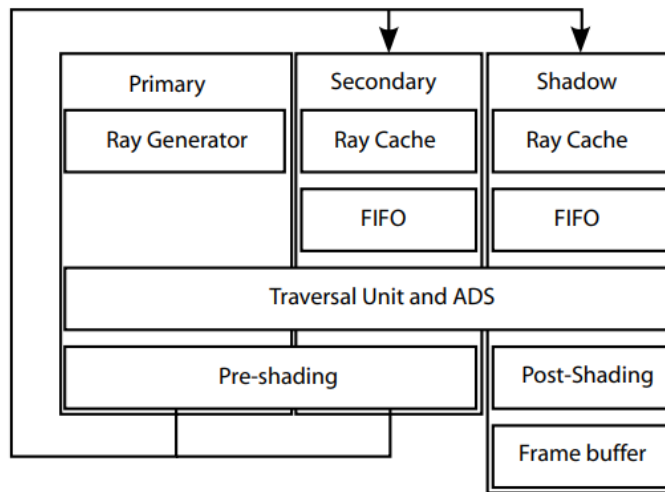 Primary
Secondary
Shadow
Ray Generator
Ray Cache
Ray Cache
FIFO
FIFO
Traversal Unit and ADS
Pre-shading
Post-Shading
Frame buffer